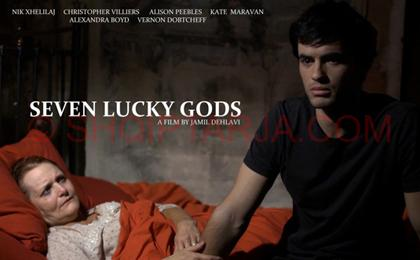 NIK XHELILAJ CHRISTOPHER VILLIERS ALISON PEEBLES KATE MARAVAN
ALEXANDRA BOYD VERNON DOBTCHEFF
SEVEN LUCKY GODS
A FILM BY JAMIL DEHLAVI
© SHQIPTARJA.COM